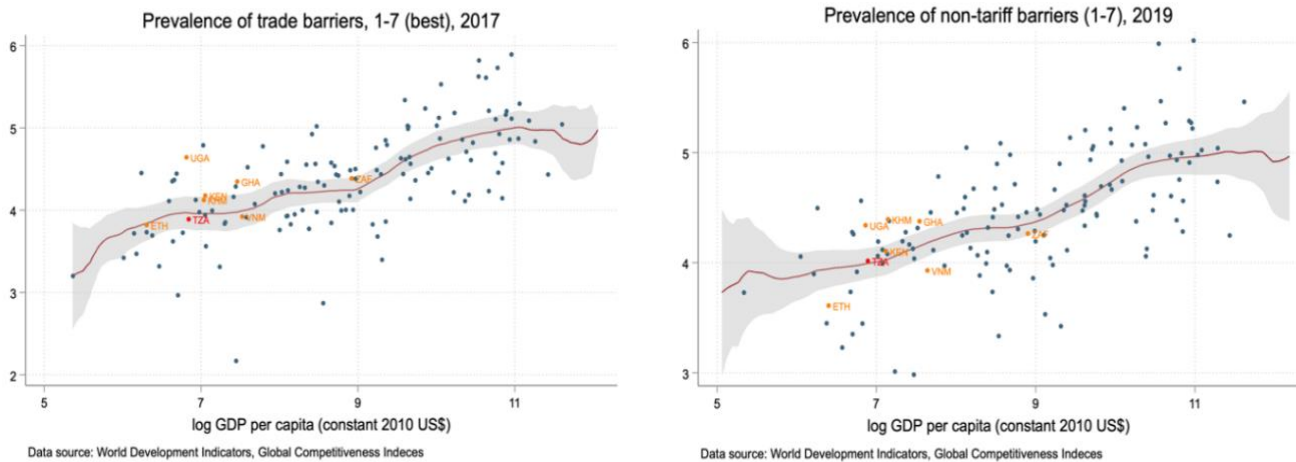 Prevalence of trade barriers, 1-7 (best), 2017
6
5
4
3
2
UGA
GHA
KEN
KHM
ZAF
ETH
TZA
VNM
5
7
9
11
log GDP per capita (constant 2010 US$)
Data source: World Development Indicators, Global Competitiveness Indeces
Prevalence of non-tariff barriers (1-7), 2019
6
5
4
3
KHM
UGA
GHA
ZAF
KEN
TZA
VNM
ETH
5
7
9
11
log GDP per capita (constant 2010 US$)
Data source: World Development Indicators, Global Competitiveness Indeces